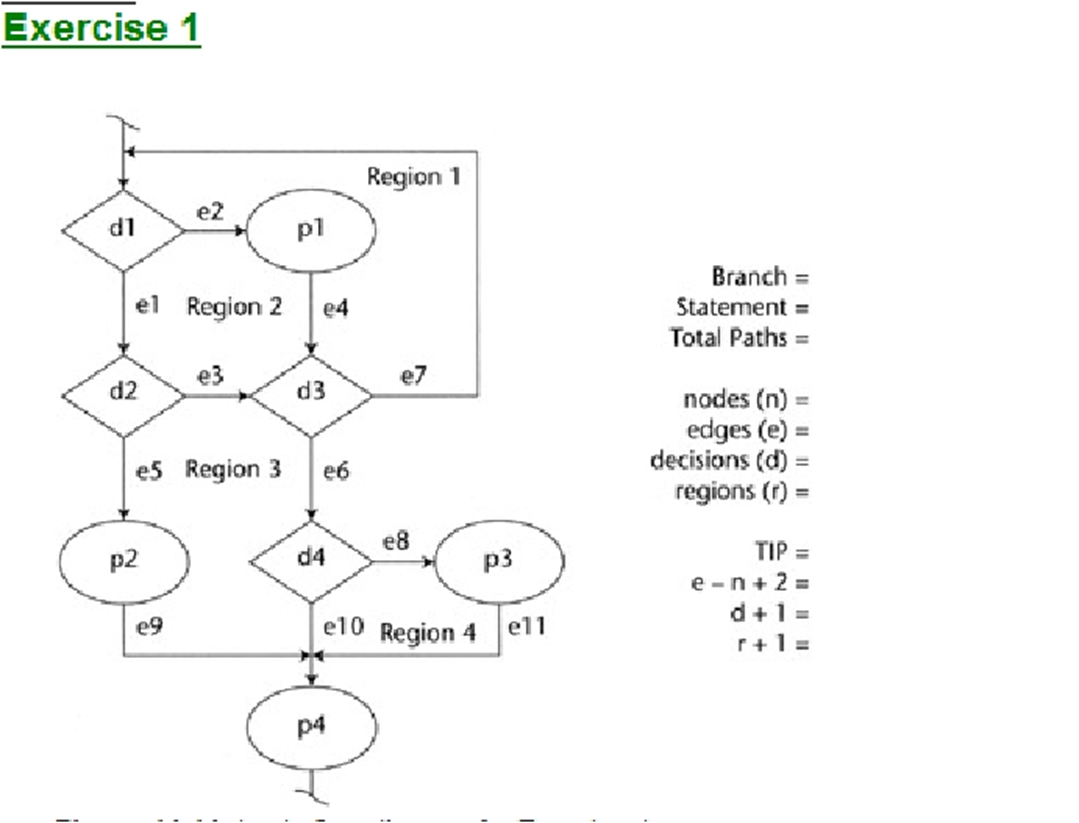 Exercise 1
Region 1
d1
e2
p1
e1
Region 2
e4
d2
e3
d3
e7
e5
Region 3
e6
p2
d4
e8
p3
e9
e10
Region 4
e11
p4
Branch =
Statement =
Total Paths =
nodes (n) =
edges (e) =
decisions (d) =
regions (r) =
TIP =
e – n + 2 =
d + 1 =
r + 1 =